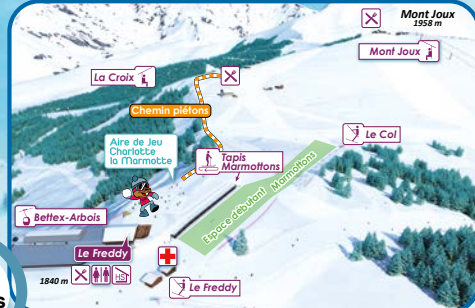 Mont Joux
1958 m
Mont Joux
La Croix
Chemin piétons
Aire de Jeu
Charlotte
la Marmotte
Tapis
Marmottons
Le Col
Espace débutant Marmottons
Bettex-Arbois
Le Freddy
1840 m
HS
Le Freddy
s